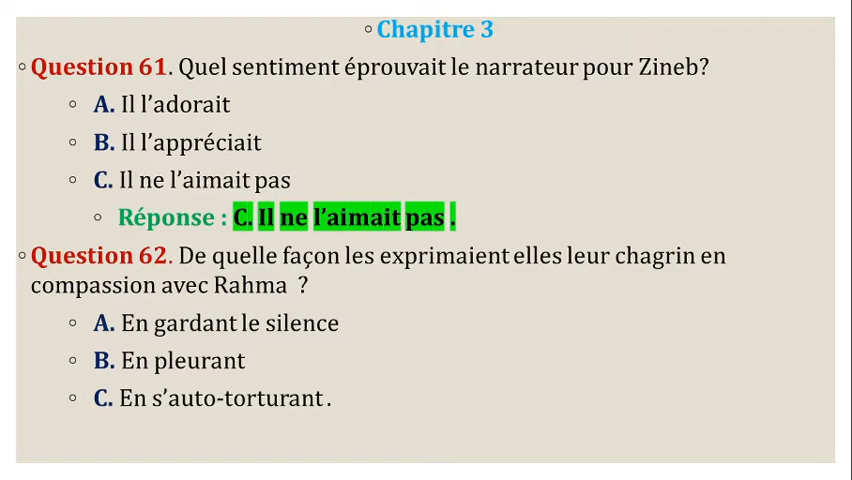 Chapitre 3
Question 61. Quel sentiment éprouvait le narrateur pour Zineb?
A. Il l’adorait
B. Il l’appréciait
C. Il ne l’aimait pas
Réponse : C. Il ne l’aimait pas .
Question 62. De quelle façon les exprimaient elles leur chagrin en
compassion avec Rahma ?
A. En gardant le silence
B. En pleurant
C. En s’auto-torturant .